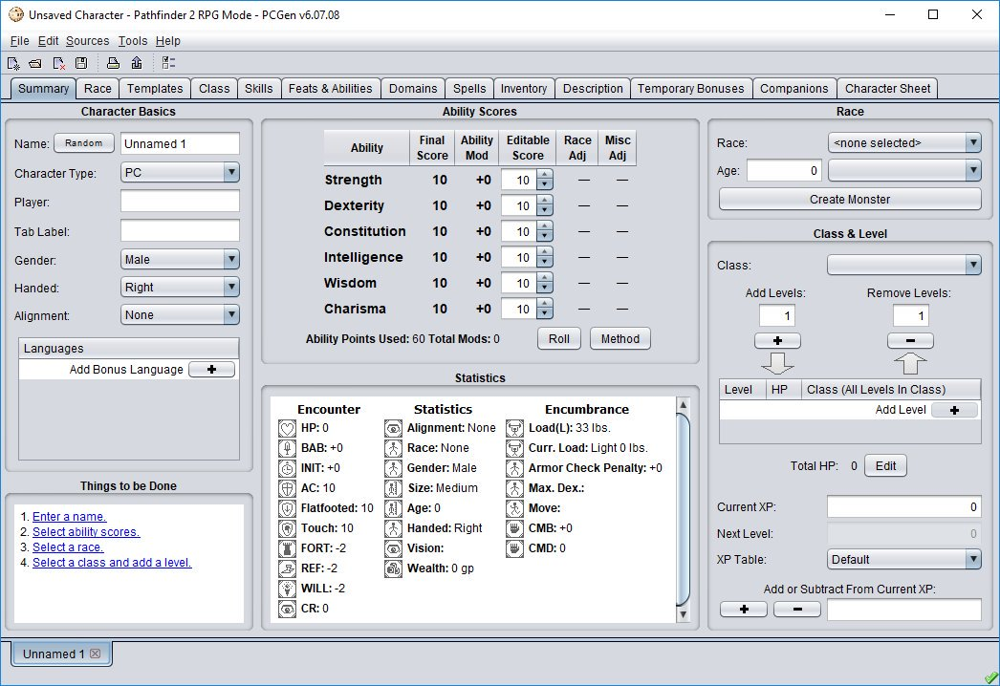 Unsaved Character - Pathfinder 2 RPG Mode - PCGen v6.07.08
File Edit Sources Tools Help
Summary Race Templates Class Skills Feats & Abilities Domains Spells Inventory Description Temporary Bonuses Companions Character Sheet
Character Basics
Name: Random Unnamed 1
Character Type: PC
Player:
Tab Label:
Gender: Male
Handed: Right
Alignment: None
Languages
Add Bonus Language +
Things to be Done
1. Enter a name.
2. Select ability scores.
3. Select a race.
4. Select a class and add a level.
Ability Scores
Ability Final Score Ability Mod Editable Score Race Adj Misc Adj
Strength 10 +0 10 — —
Dexterity 10 +0 10 — —
Constitution 10 +0 10 — —
Intelligence 10 +0 10 — —
Wisdom 10 +0 10 — —
Charisma 10 +0 10 — —
Ability Points Used: 60 Total Mods: 0 Roll Method
Statistics
Encounter
HP: 0
BAB: +0
INIT: +0
AC: 10
Flatfooted: 10
Touch: 10
FORT: -2
REF: -2
WILL: -2
CR: 0
Statistics
Alignment: None
Race: None
Gender: Male
Size: Medium
Age: 0
Handed: Right
Vision:
Wealth: 0 gp
Encumbrance
Load(L): 33 lbs.
Curr. Load: Light 0 lbs.
Armor Check Penalty: +0
Max. Dex.:
Move:
CMB: +0
CMD: 0
Race
Race: <none selected>
Age: 0
Create Monster
Class & Level
Class:
Add Levels: Remove Levels:
1 1
+ −
Level HP Class (All Levels In Class)
Add Level +
Total HP: 0 Edit
Current XP: 0
Next Level: 0
XP Table: Default
Add or Subtract From Current XP:
+ −
Unnamed 1